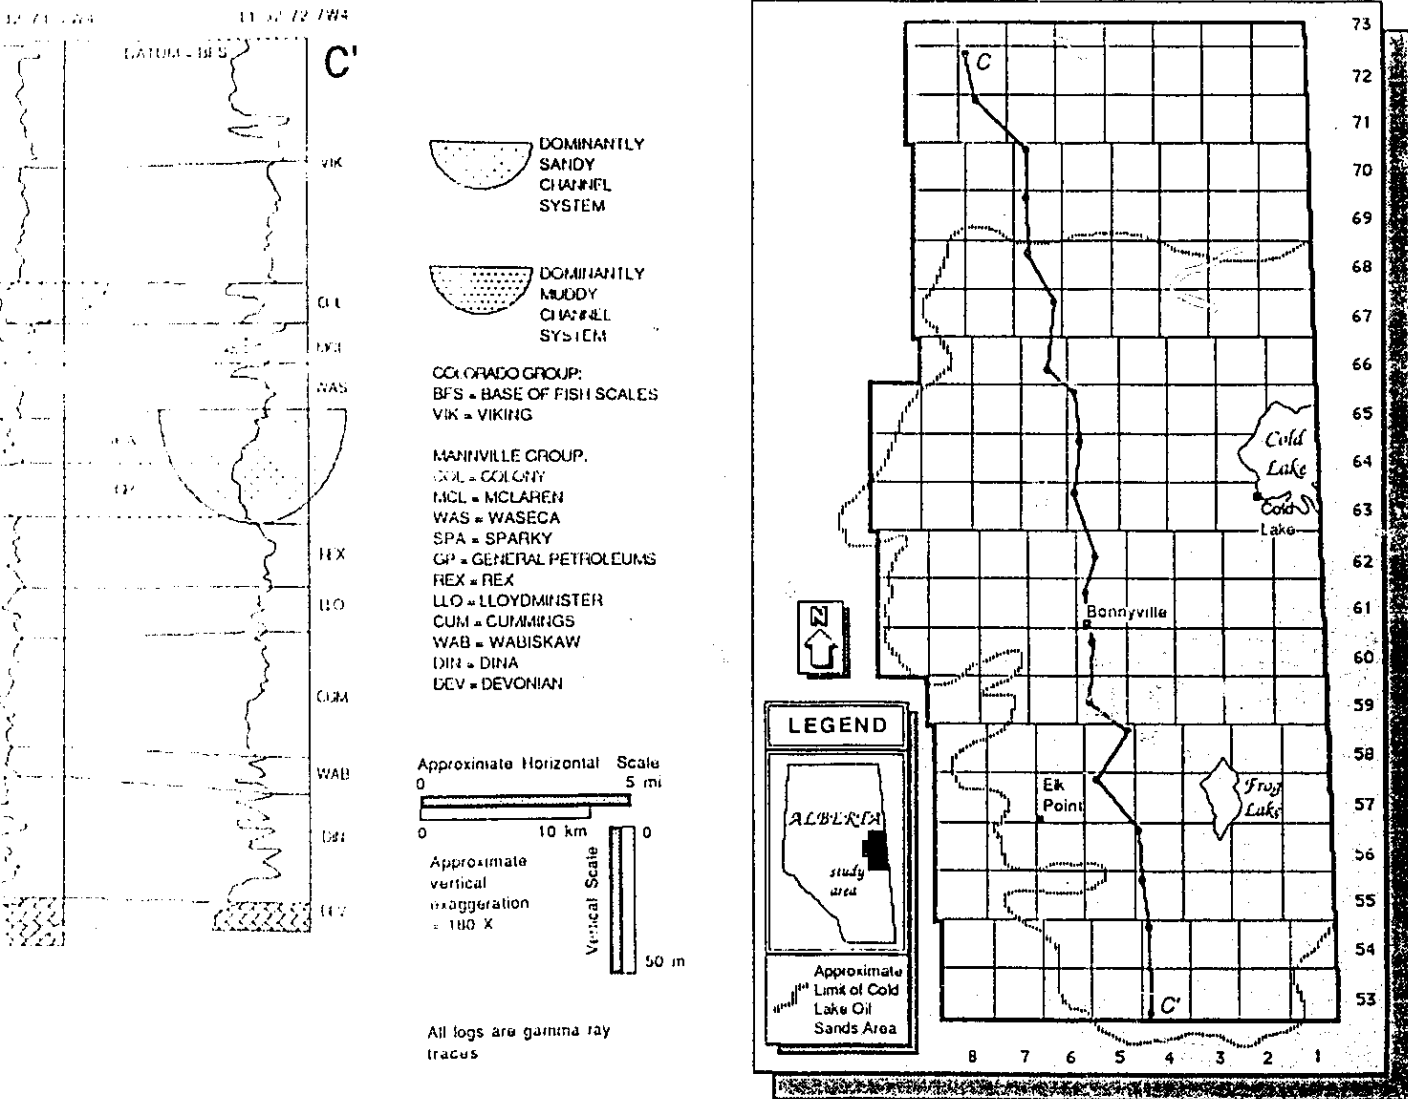 DATUM = BFS
C'
VIK
COL
MCL
WAS
GP
REX
LLO
CUM
WAB
DIN
DEV
DOMINANTLY
SANDY
CHANNEL
SYSTEM
DOMINANTLY
MUDDY
CHANNEL
SYSTEM
COLORADO GROUP:
BFS = BASE OF FISH SCALES
VIK = VIKING
MANNVILLE GROUP.
COL = COLONY
MCL = MCLAREN
WAS = WASECA
SPA = SPARKY
GP = GENERAL PETROLEUMS
REX = REX
LLO = LLOYDMINSTER
CUM = CUMMINGS
WAB = WABISKAW
DIN = DINA
DEV = DEVONIAN
Approximate Horizontal Scale
0 5 mi
0 10 km
Approximate
vertical
exaggeration
= 180 X
Vertical Scale
0
50 m
All logs are gamma ray
traces
C
73
72
71
70
69
68
67
66
65
64
63
62
61
60
59
58
57
56
55
54
53
Cold
Lake
Cold
Lake
Bonnyville
Elk
Point
Frog
Lake
C'
8 7 6 5 4 3 2 1
N
LEGEND
ALBERTA
study
area
Approximate
Limit of Cold
Lake Oil
Sands Area